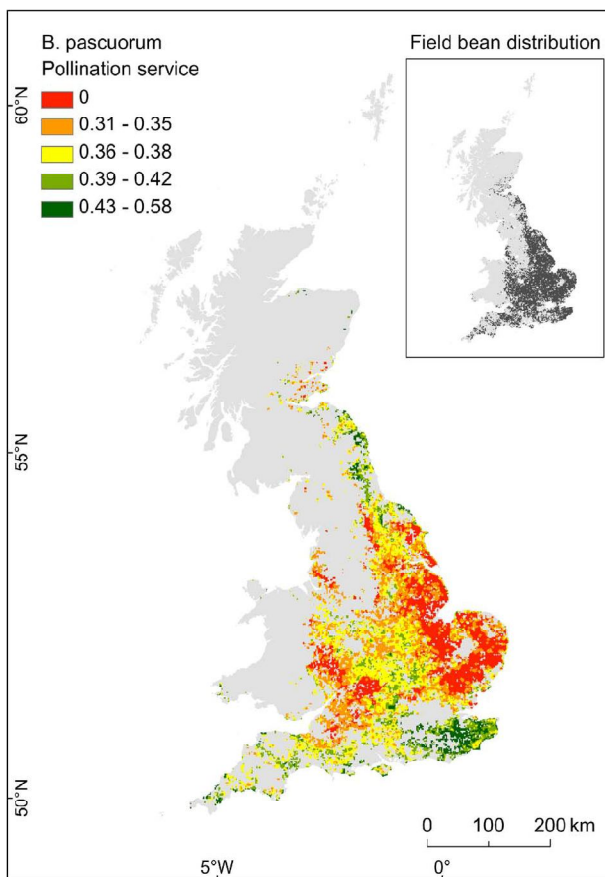 B. pascuorum
Pollination service
0
0.31 - 0.35
0.36 - 0.38
0.39 - 0.42
0.43 - 0.58
Field bean distribution
60°N
55°N
50°N
0 100 200 km
5°W 0°